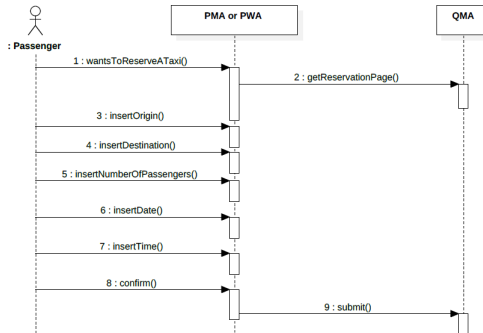 PMA or PWA
QMA
: Passenger
1 : wantsToReserveATaxi()
2 : getReservationPage()
3 : insertOrigin()
4 : insertDestination()
5 : insertNumberOfPassengers()
6 : insertDate()
7 : insertTime()
8 : confirm()
9 : submit()